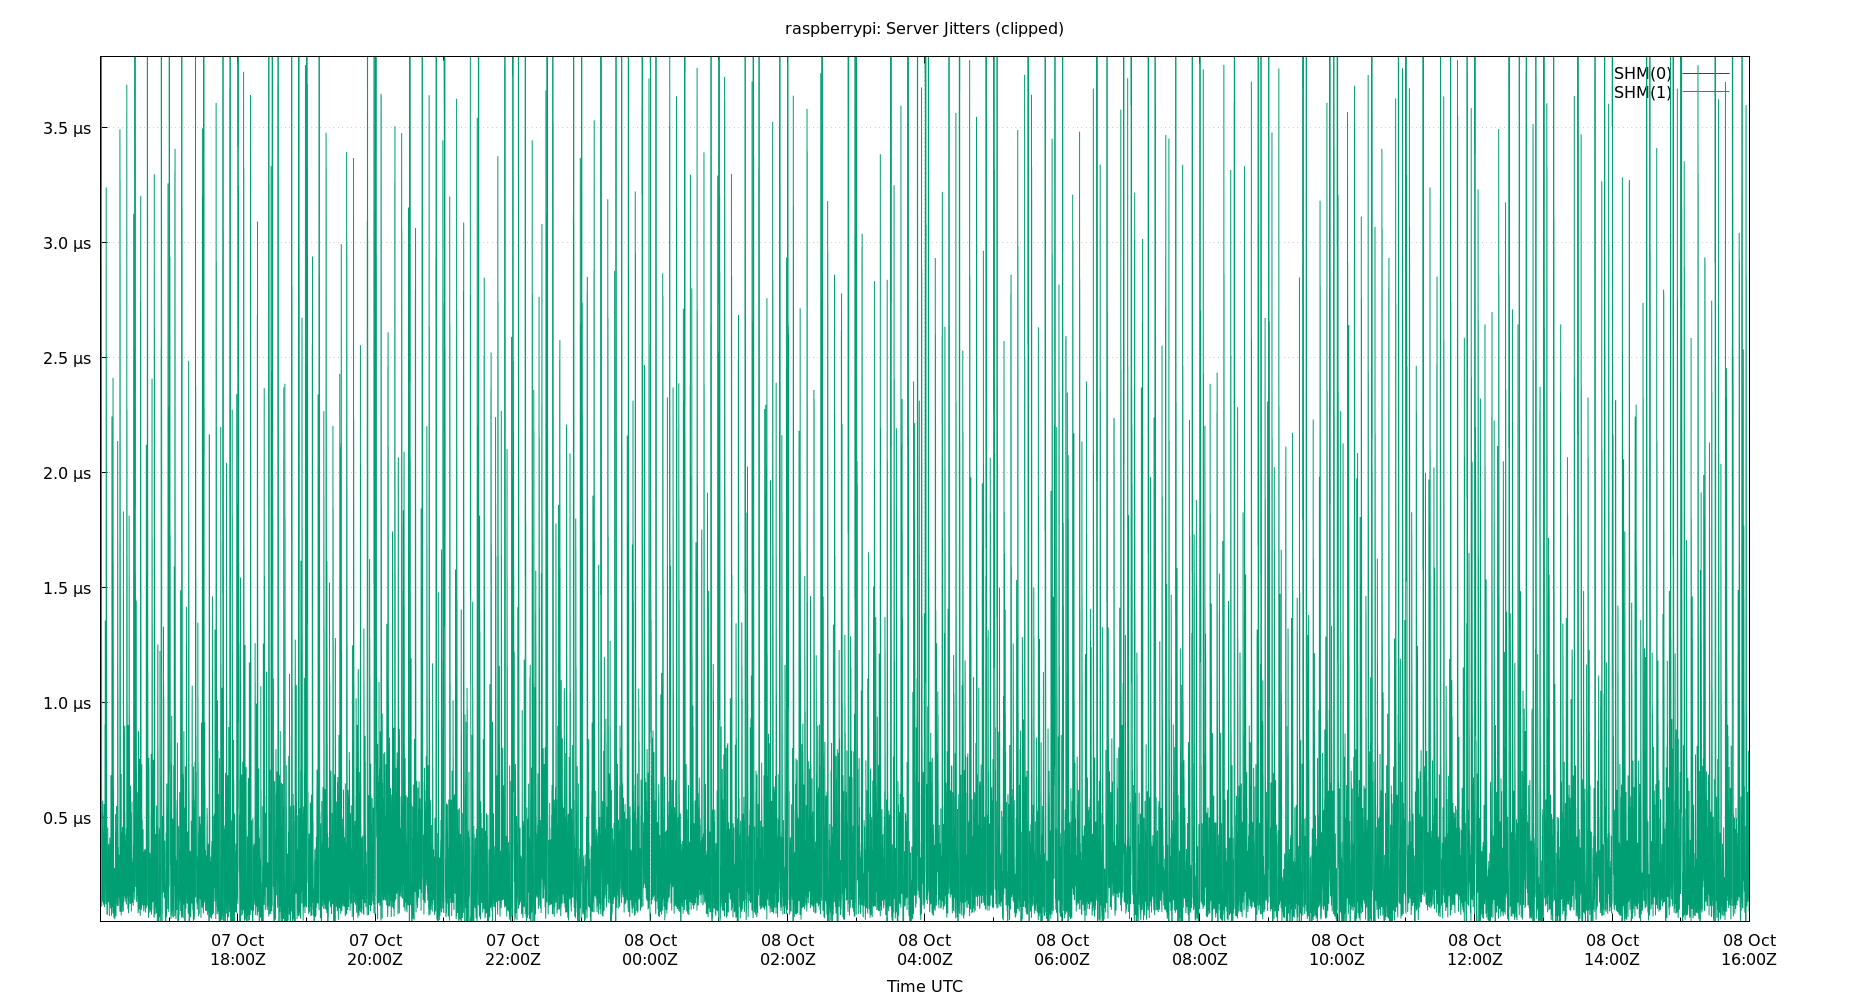 raspberrypi: Server Jitters (clipped)
SHM(0)
SHM(1)
3.5 µs
3.0 µs
2.5 µs
2.0 µs
1.5 µs
1.0 µs
0.5 µs
07 Oct 07 Oct 07 Oct 08 Oct 08 Oct 08 Oct 08 Oct 08 Oct 08 Oct 08 Oct 08 Oct 08 Oct
18:00Z 20:00Z 22:00Z 00:00Z 02:00Z 04:00Z 06:00Z 08:00Z 10:00Z 12:00Z 14:00Z 16:00Z
Time UTC